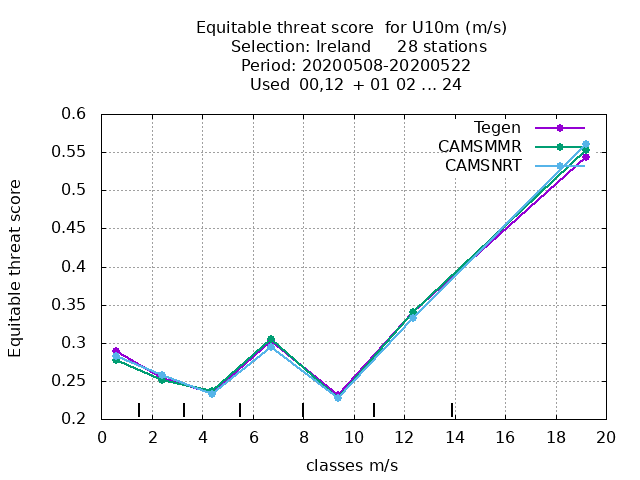 Equitable threat score  for U10m (m/s)
Selection: Ireland     28 stations
Period: 20200508-20200522
Used  00,12  + 01 02 ... 24
Tegen
CAMSMMR
CAMSNRT
Equitable threat score
0.6
0.55
0.5
0.45
0.4
0.35
0.3
0.25
0.2
0 2 4 6 8 10 12 14 16 18 20
classes m/s